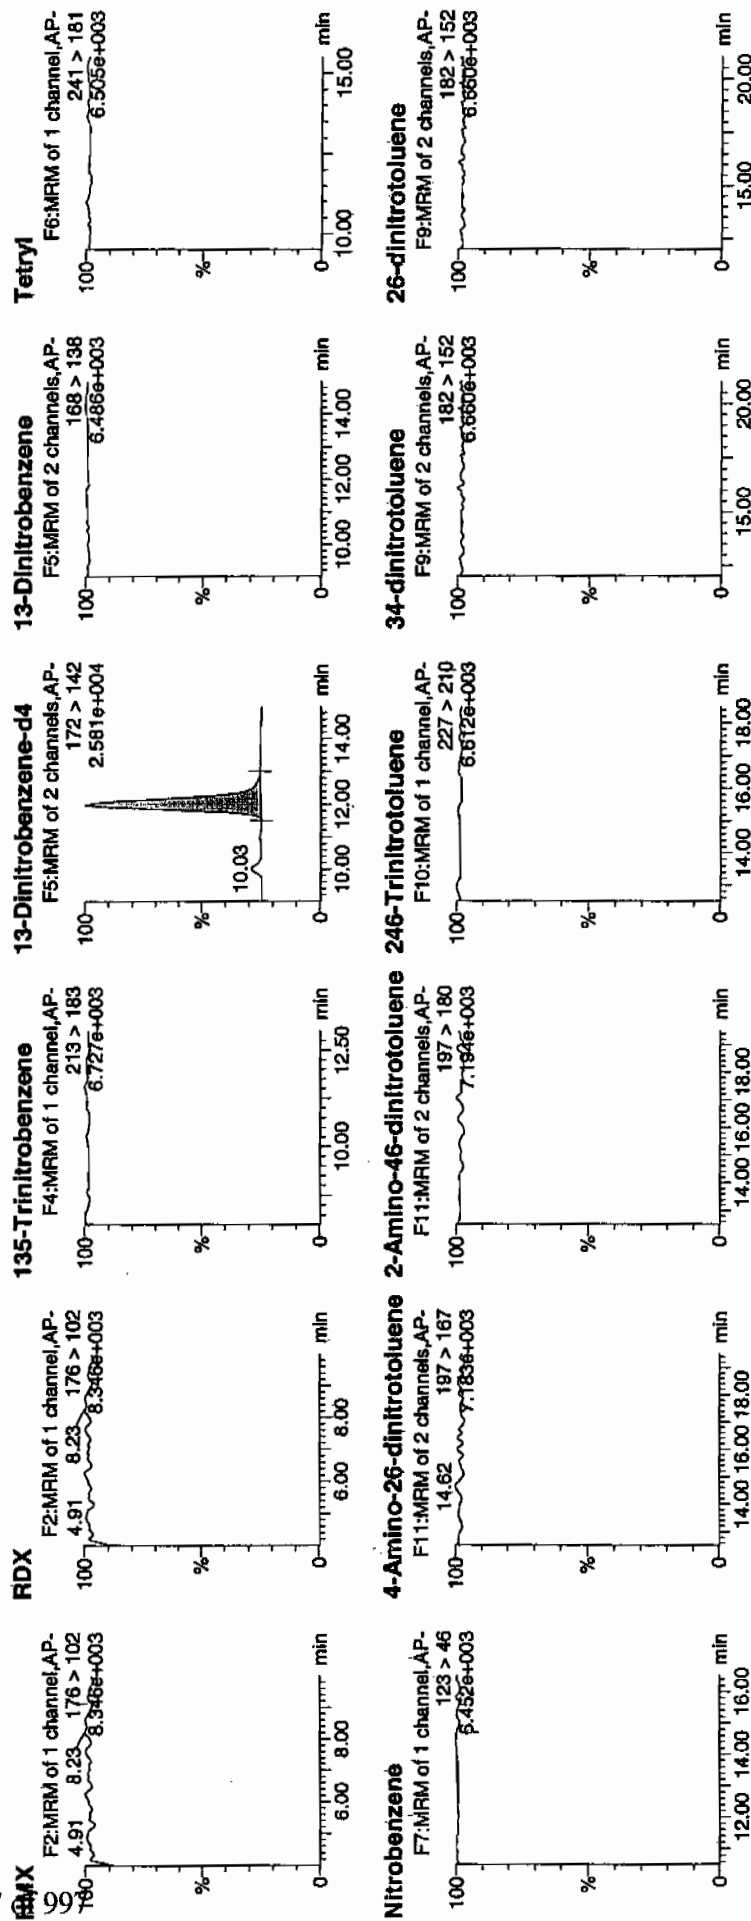 HMX
F2:MRM of 1 channel,AP-
176 > 102
8.346e+003
4.91
8.23
100
%
0
6.00 8.00 min
RDX
F2:MRM of 1 channel,AP-
176 > 102
8.346e+003
4.91
8.23
100
%
0
6.00 8.00 min
135-Trinitrobenzene
F4:MRM of 1 channel,AP-
213 > 183
6.727e+003
100
%
0
10.00 12.50 min
13-Dinitrobenzene-d4
F5:MRM of 2 channels,AP-
172 > 142
2.581e+004
10.03
100
%
0
10.00 12.00 14.00 min
13-Dinitrobenzene
F5:MRM of 2 channels,AP-
168 > 138
6.486e+003
100
%
0
10.00 12.00 14.00 min
Tetryl
F6:MRM of 1 channel,AP-
241 > 181
6.505e+003
100
%
0
10.00 15.00 min
997
Nitrobenzene
F7:MRM of 1 channel,AP-
123 > 46
6.452e+003
100
%
0
12.00 14.00 16.00 min
4-Amino-26-dinitrotoluene
F11:MRM of 2 channels,AP-
197 > 167
7.183e+003
14.62
100
%
0
14.00 16.00 18.00 min
2-Amino-46-dinitrotoluene
F11:MRM of 2 channels,AP-
197 > 180
7.194e+003
100
%
0
14.00 16.00 18.00 min
246-Trinitrotoluene
F10:MRM of 1 channel,AP-
227 > 210
6.612e+003
100
%
0
14.00 16.00 18.00 min
34-dinitrotoluene
F9:MRM of 2 channels,AP-
182 > 152
6.660e+003
100
%
0
15.00 20.00 min
26-dinitrotoluene
F9:MRM of 2 channels,AP-
182 > 152
6.660e+003
100
%
0
15.00 20.00 min